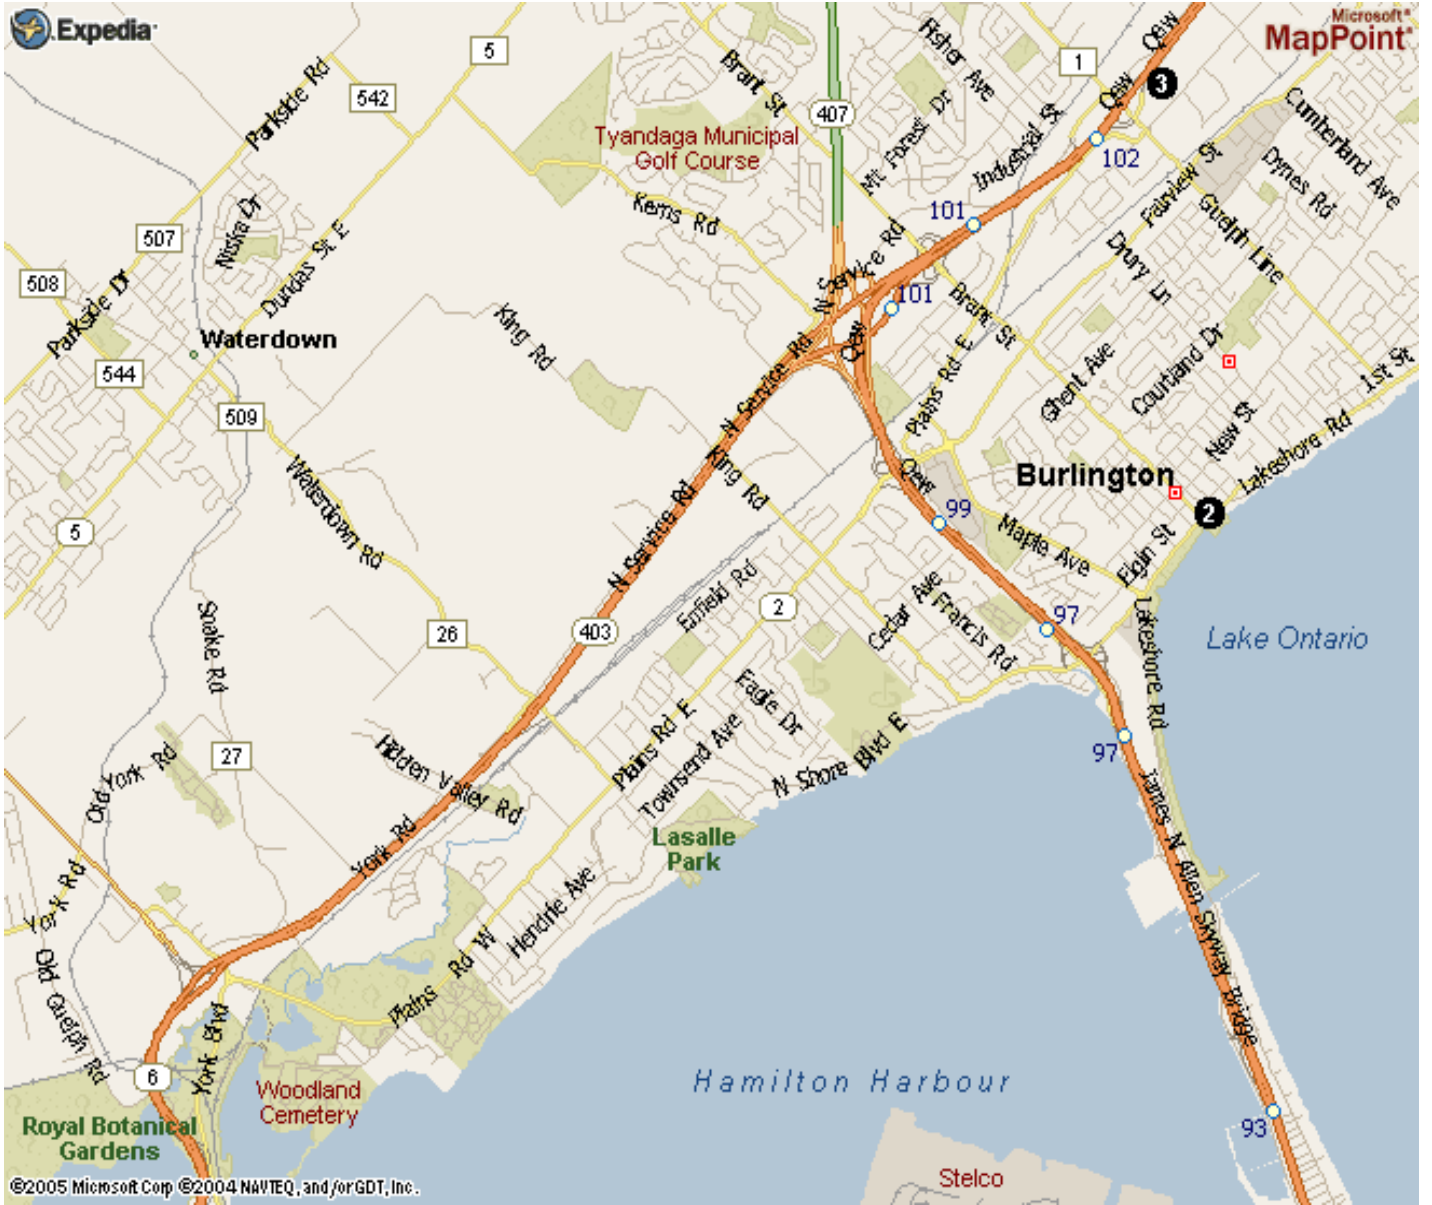 Expedia
Microsoft
MapPoint
Qew
Fisher Ave
1
5
Parkside Rd
542
Brant St
407
Qew
3
Cumberland Ave
Tyandaga Municipal
Golf Course
Mt Forest Dr
Industrial St
102
Fairview St
Dynes Rd
Niska Dr
507
Kerns Rd
101
N Service Rd
Guelph Line
508
Dundas St E
Drury Ln
Parkside Dr
101
Brant St
Waterdown
King Rd
Qew
544
N Service Rd
Plains Rd E
Ghent Ave
Courtland Dr
1st St
509
New St
Lakeshore Rd
Waterdown Rd
King Rd
Qew
Burlington
5
N Service Rd
99
2
Maple Ave
Elgin St
Snake Rd
26
403
Enfield Rd
2
Cedar Ave
Francis Rd
97
Lakeshore Rd
Lake Ontario
Eagle Dr
Old York Rd
27
Hidden Valley Rd
Plains Rd E
Townsend Ave
N Shore Blvd E
97
York Rd
Lasalle
Park
James N Allen Skyway Bridge
York Rd
Hendrie Ave
Old Guelph Rd
Plains Rd W
York Blvd
6
Woodland
Cemetery
Hamilton Harbour
93
Royal Botanical
Gardens
Stelco
©2005 Microsoft Corp ©2004 NAVTEQ, and/or GDT, Inc.